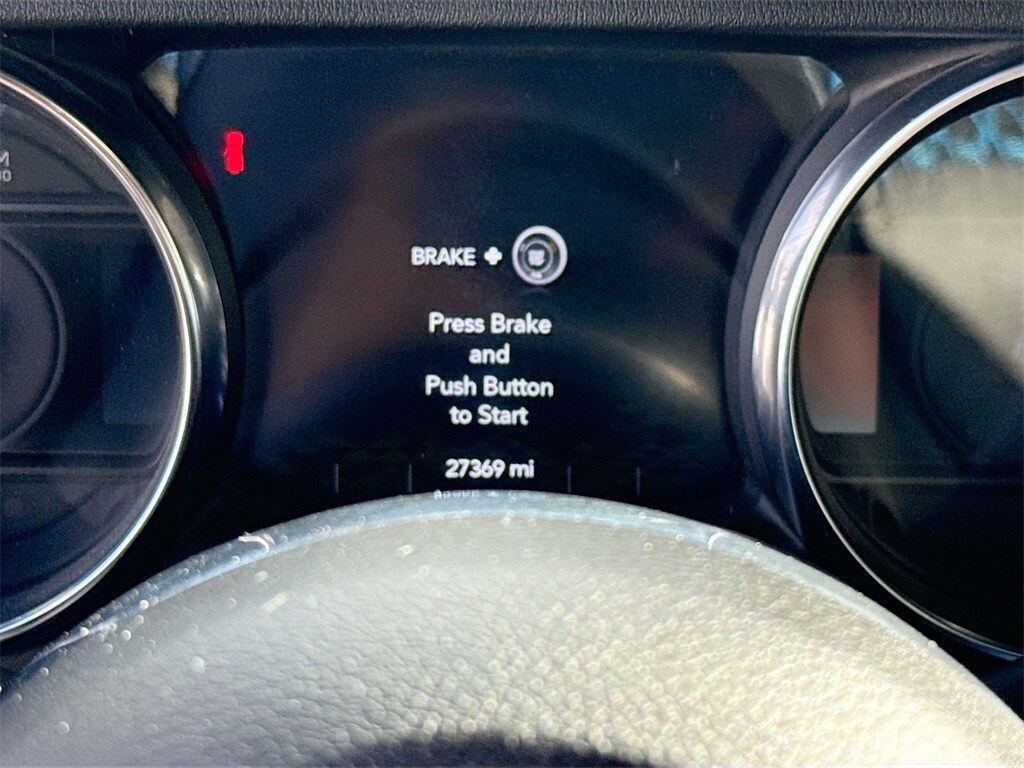 BRAKE +
Press Brake
and
Push Button
to Start
27369 mi